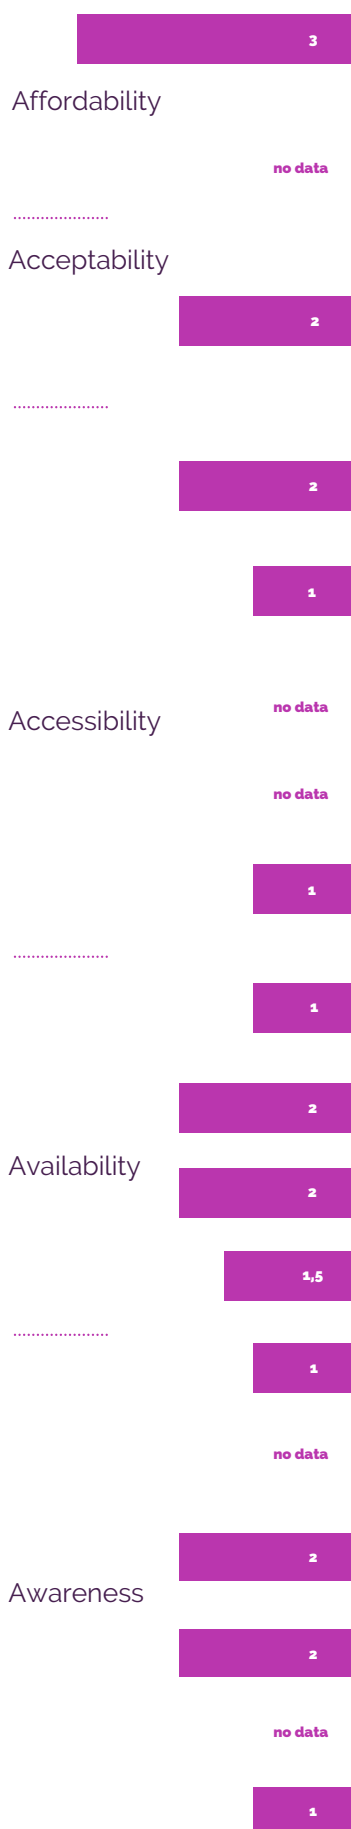 3
Affordability
no data
Acceptability
2
2
1
no data
Accessibility
no data
1
1
2
Availability
2
1,5
1
no data
2
Awareness
2
no data
1